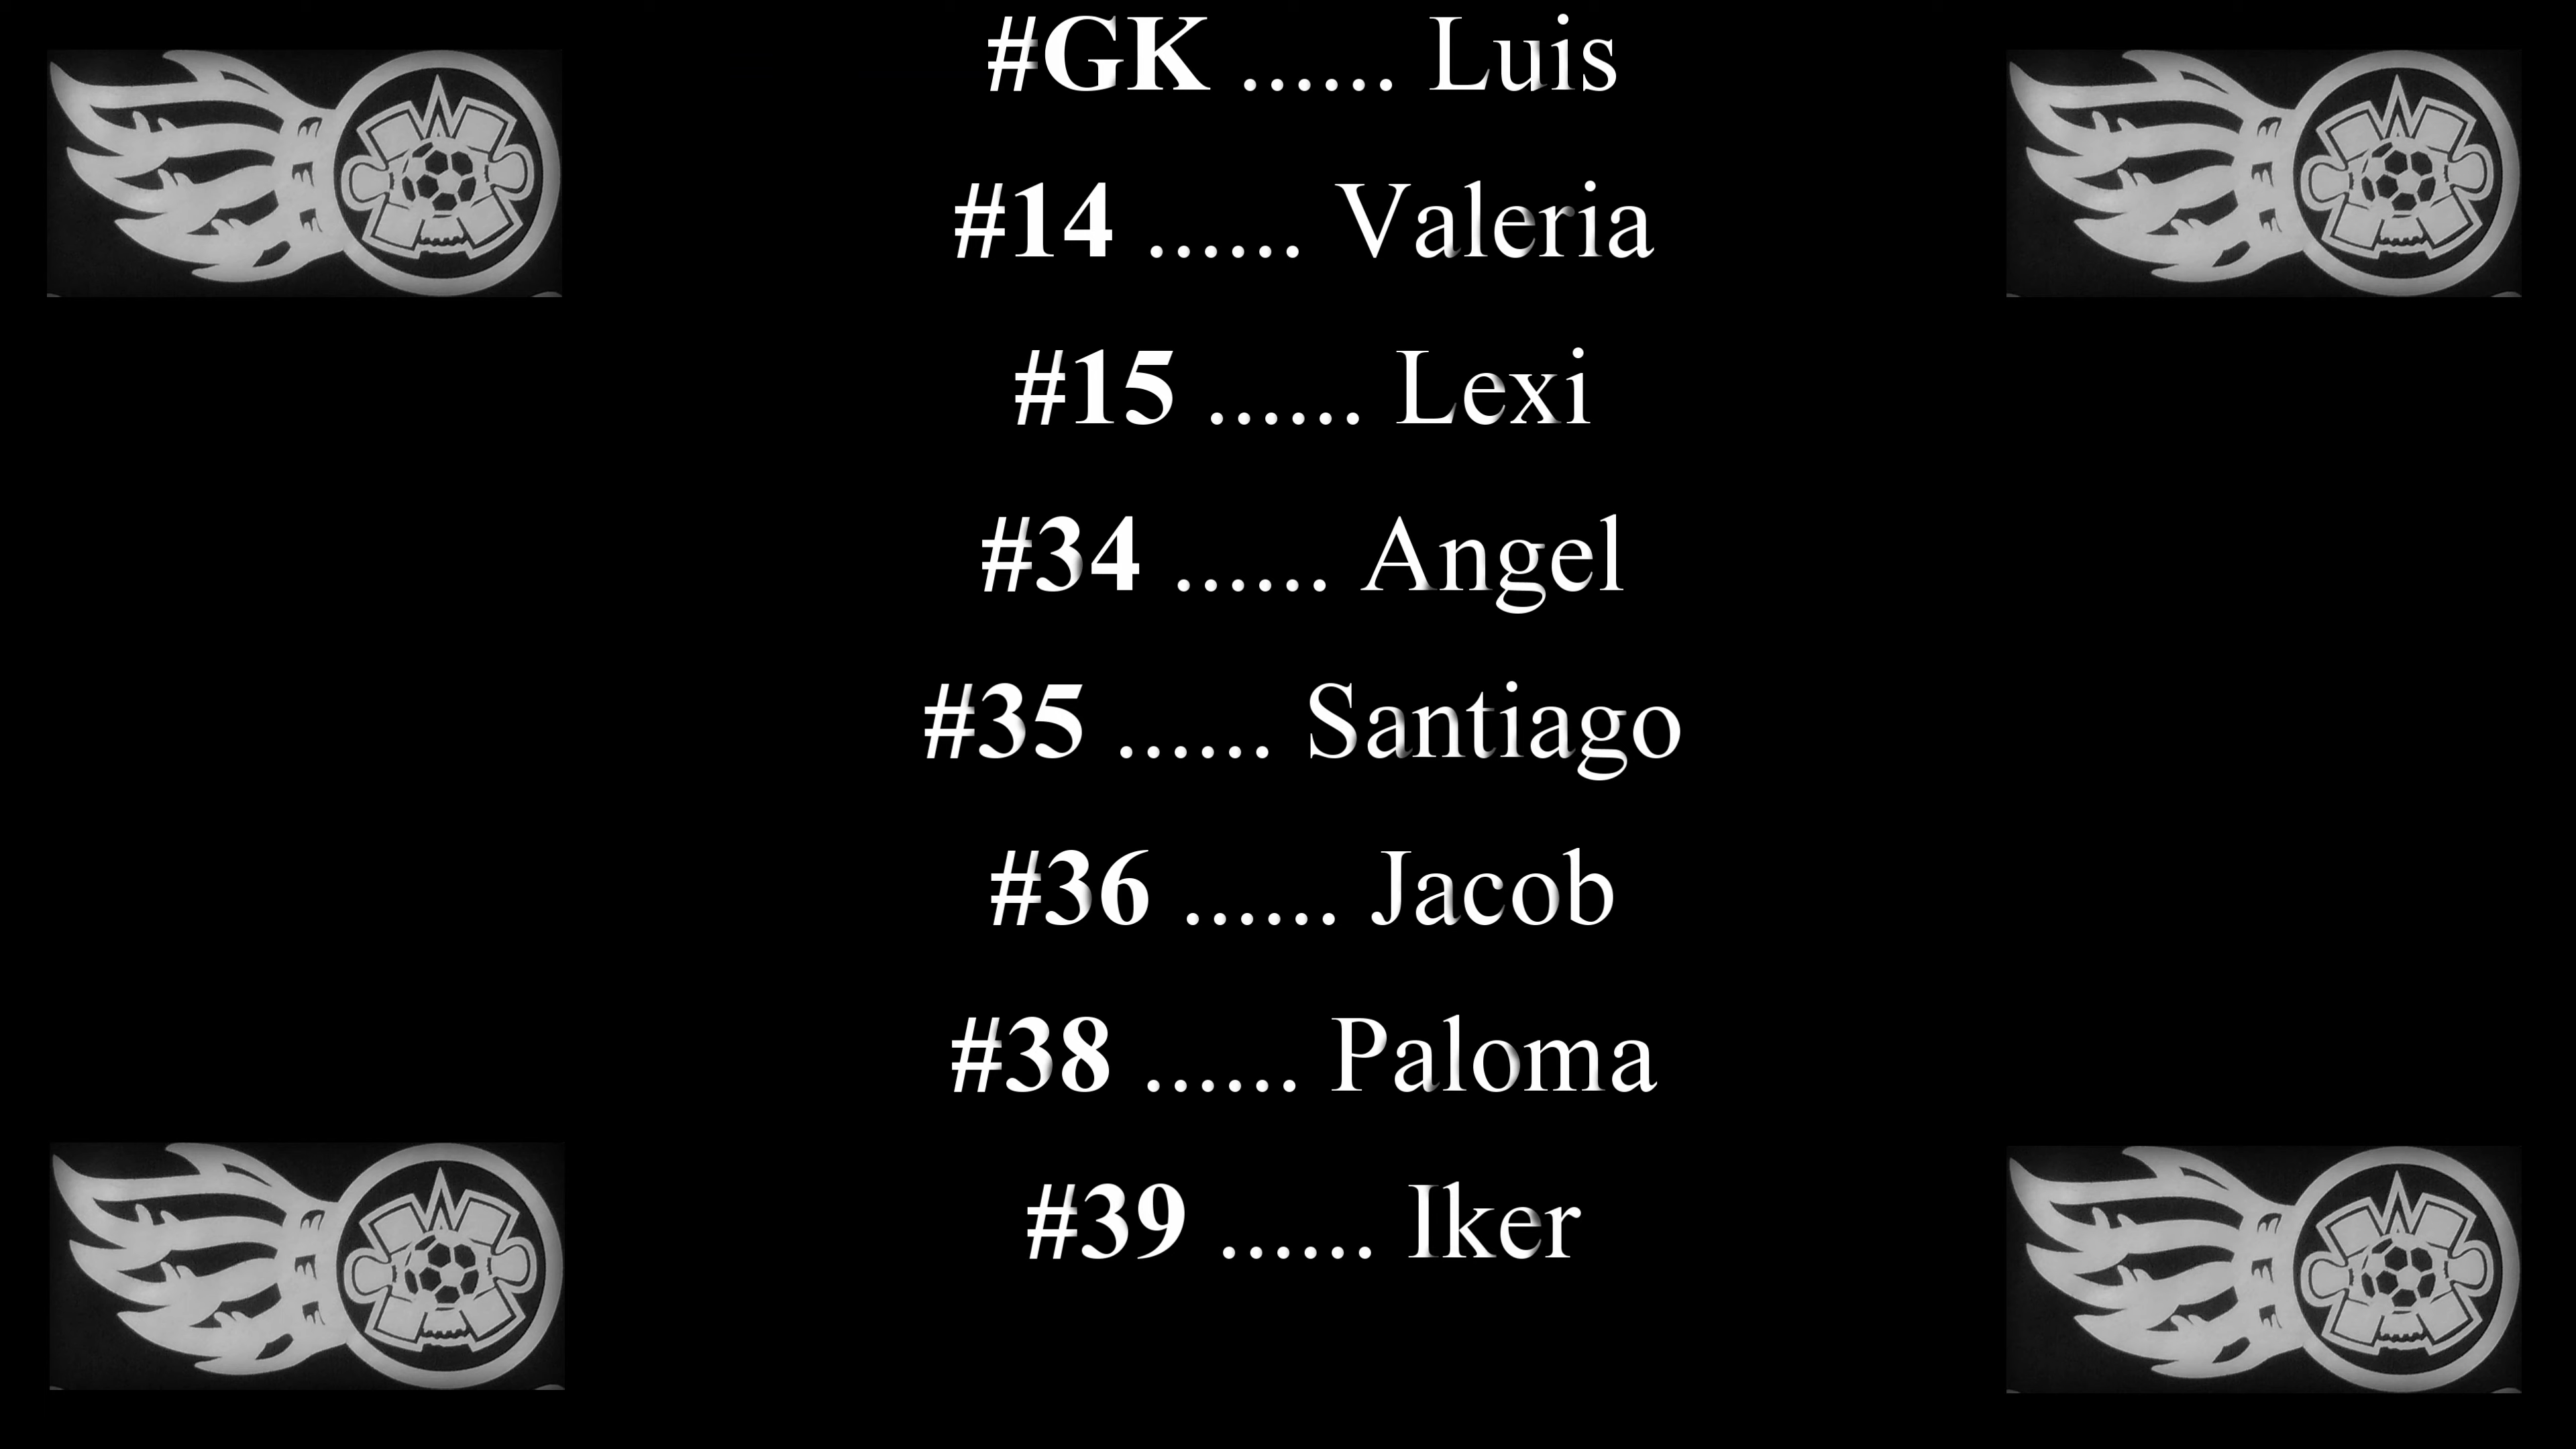 #GK ...... Luis
#14 ...... Valeria
#15 ...... Lexi
#34 ...... Angel
#35 ...... Santiago
#36 ...... Jacob
#38 ...... Paloma
#39 ...... Iker